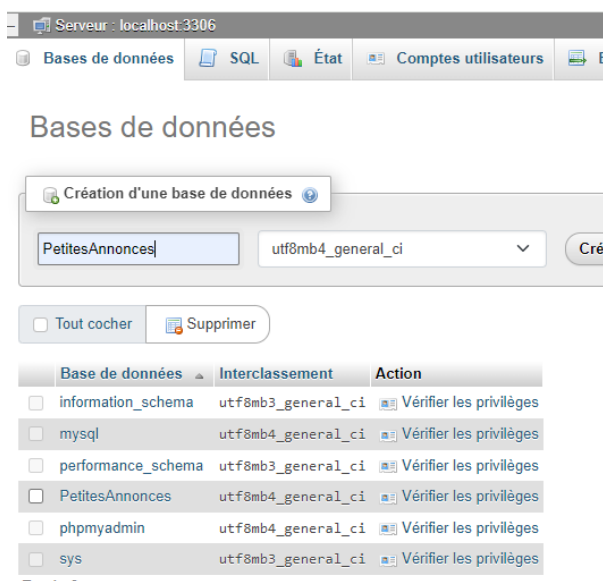 Serveur : localhost:3306
Bases de données SQL État Comptes utilisateurs
Bases de données
Création d'une base de données
PetitesAnnonces utf8mb4_general_ci Cré
Tout cocher Supprimer
Base de données Interclassement Action
information_schema utf8mb3_general_ci Vérifier les privilèges
mysql utf8mb4_general_ci Vérifier les privilèges
performance_schema utf8mb3_general_ci Vérifier les privilèges
PetitesAnnonces utf8mb4_general_ci Vérifier les privilèges
phpmyadmin utf8mb4_general_ci Vérifier les privilèges
sys utf8mb3_general_ci Vérifier les privilèges